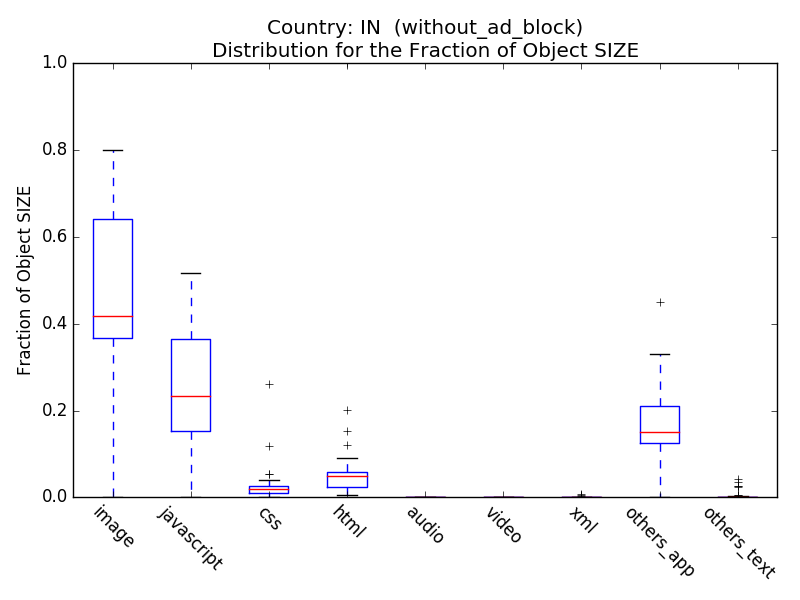 Country: IN  (without_ad_block)
Distribution for the Fraction of Object SIZE
1.0
0.8
0.6
0.4
0.2
0.0
Fraction of Object SIZE
image
javascript
css
html
audio
video
xml
others_app
others_text